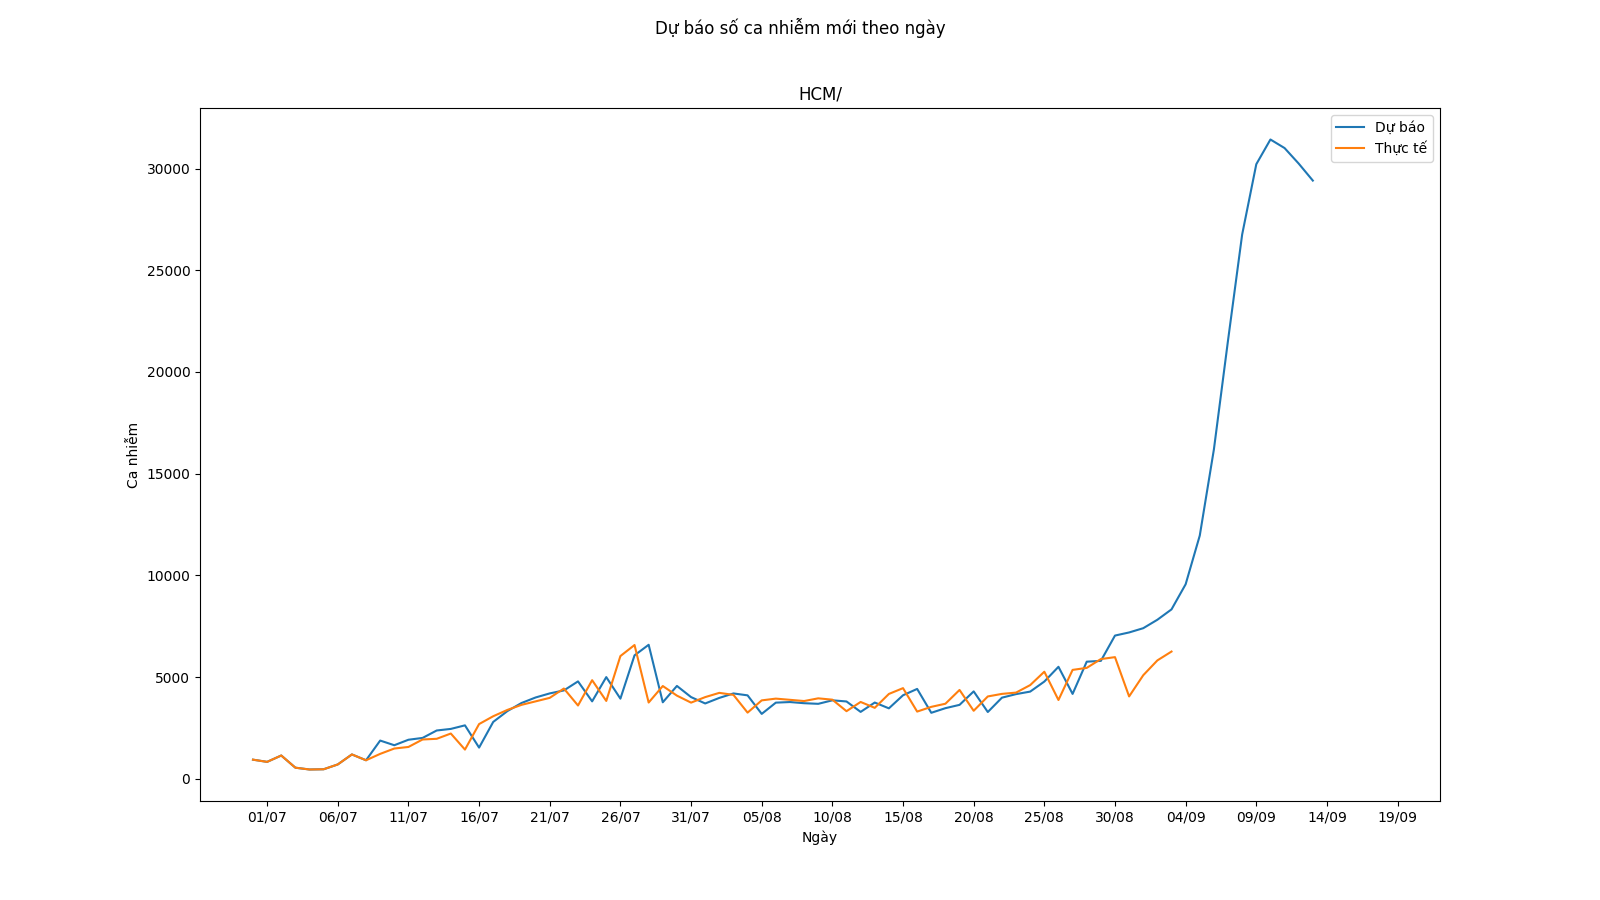 Dự báo số ca nhiễm mới theo ngày
HCM/
Dự báo
Thực tế
30000
25000
20000
15000
10000
5000
0
Ca nhiễm
01/07 06/07 11/07 16/07 21/07 26/07 31/07 05/08 10/08 15/08 20/08 25/08 30/08 04/09 09/09 14/09 19/09
Ngày